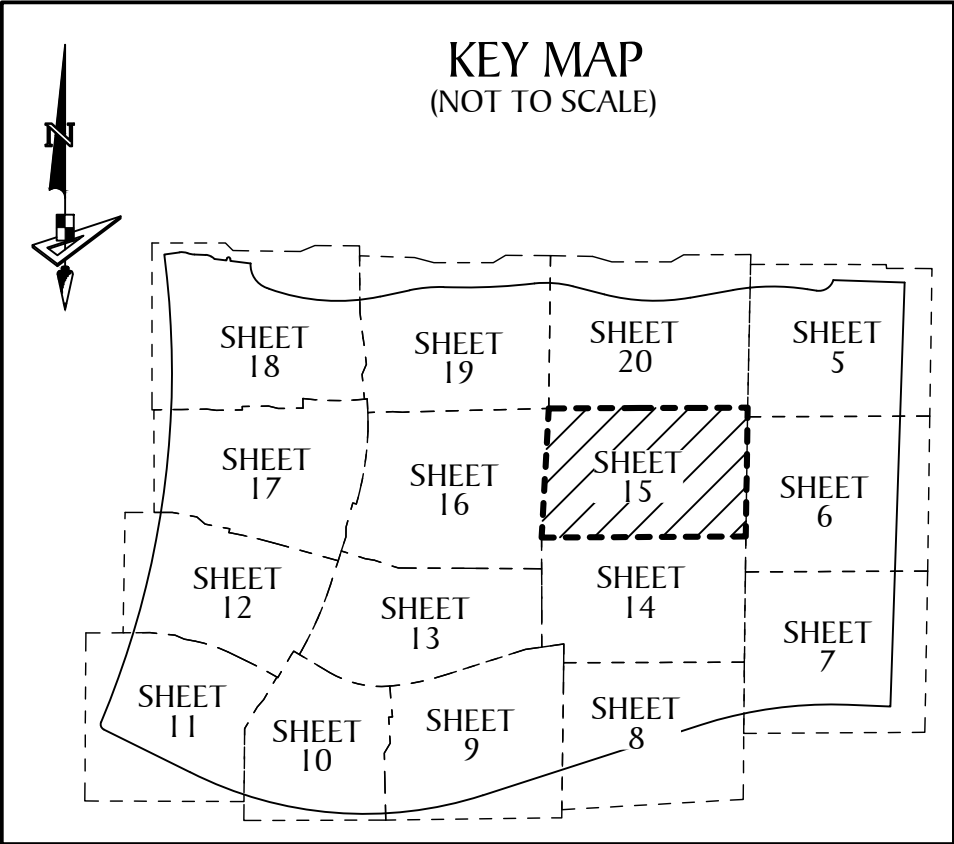 KEY MAP
(NOT TO SCALE)
N
SHEET
18
SHEET
19
SHEET
20
SHEET
5
SHEET
17
SHEET
16
SHEET
15
SHEET
6
SHEET
12
SHEET
13
SHEET
14
SHEET
7
SHEET
11
SHEET
10
SHEET
9
SHEET
8